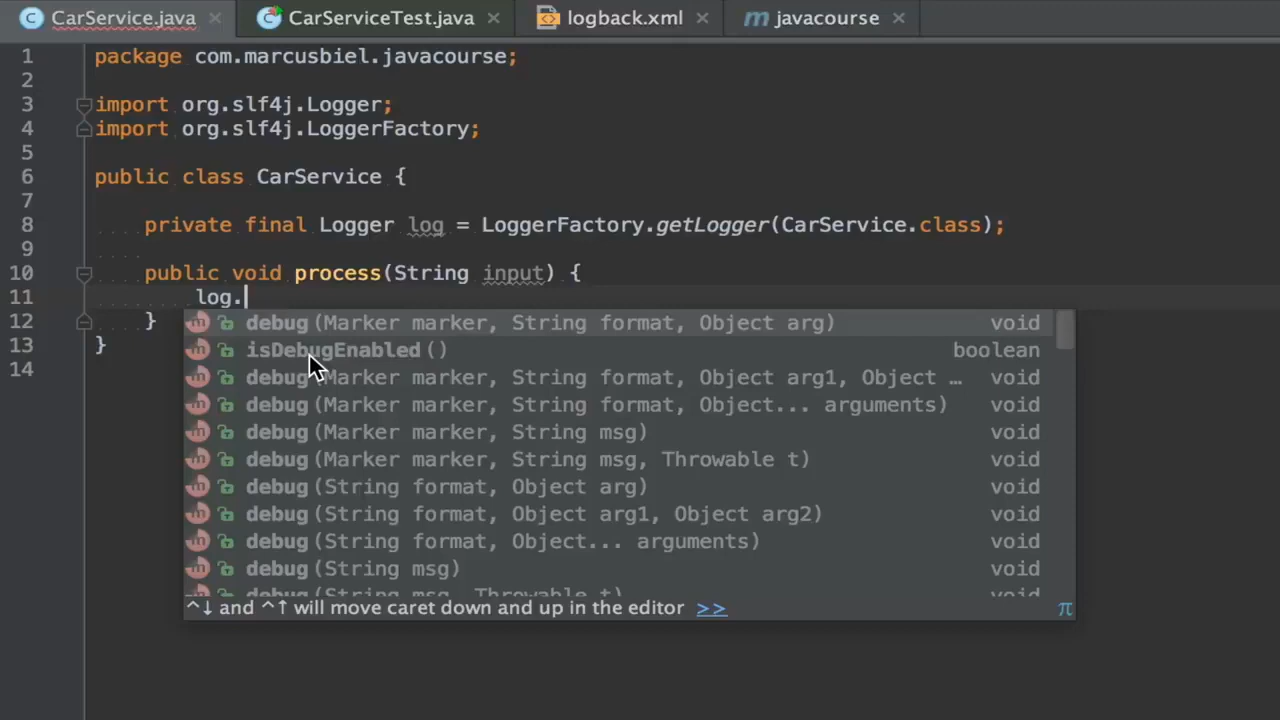 CarService.java × CarServiceTest.java × logback.xml × m javacourse ×
1 package com.marcusbiel.javacourse;
2
3 import org.slf4j.Logger;
4 import org.slf4j.LoggerFactory;
5
6 public class CarService {
7
8 private final Logger log = LoggerFactory.getLogger(CarService.class);
9
10 public void process(String input) {
11 log.
12 }
13 }
14
debug(Marker marker, String format, Object arg) void
isDebugEnabled() boolean
debug(Marker marker, String format, Object arg1, Object … void
debug(Marker marker, String format, Object... arguments) void
debug(Marker marker, String msg) void
debug(Marker marker, String msg, Throwable t) void
debug(String format, Object arg) void
debug(String format, Object arg1, Object arg2) void
debug(String format, Object... arguments) void
debug(String msg) void
debug(String msg, Throwable t) void
^↓ and ^↑ will move caret down and up in the editor >> π